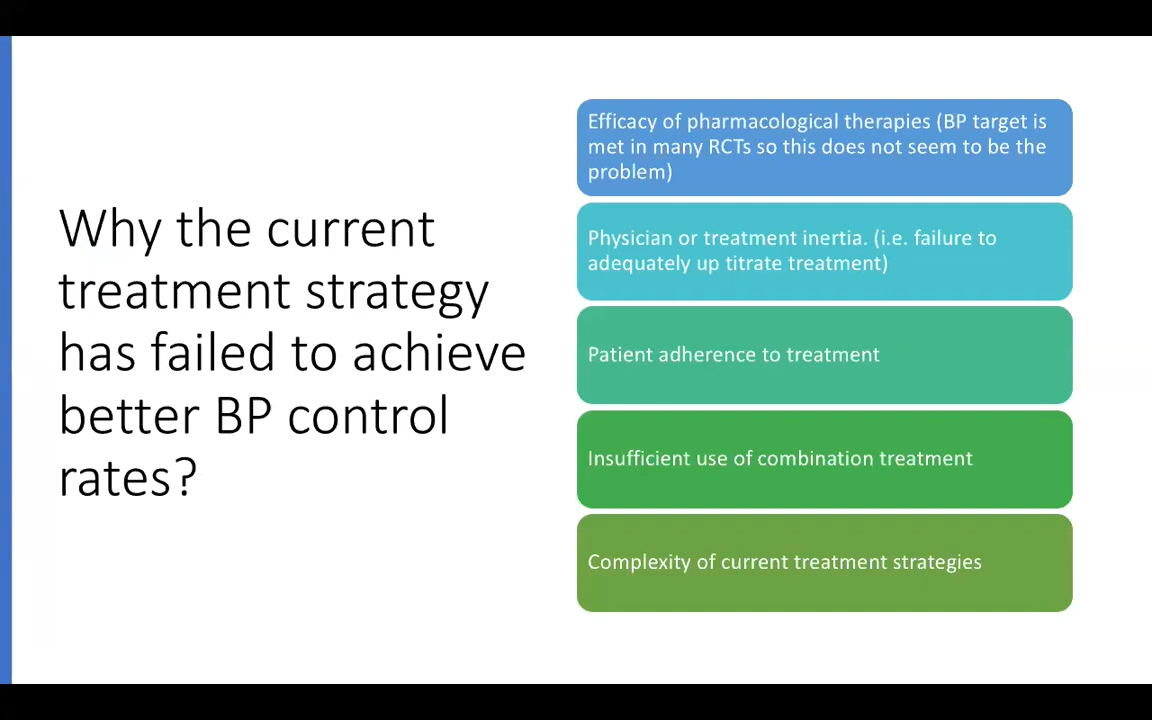 Why the current
treatment strategy
has failed to achieve
better BP control
rates?
Efficacy of pharmacological therapies (BP target is
met in many RCTs so this does not seem to be the
problem)
Physician or treatment inertia. (i.e. failure to
adequately up titrate treatment)
Patient adherence to treatment
Insufficient use of combination treatment
Complexity of current treatment strategies